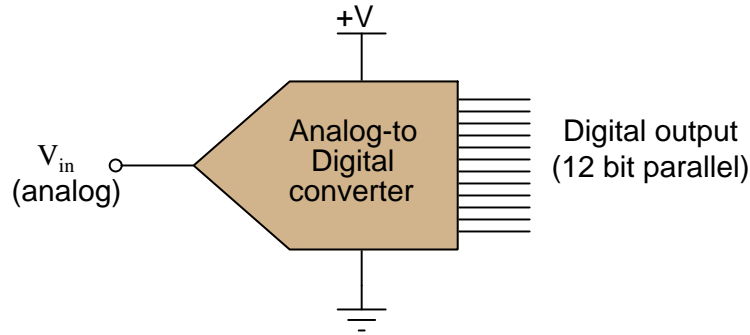 +V
Analog-to
Digital
converter
V_in
(analog)
Digital output
(12 bit parallel)